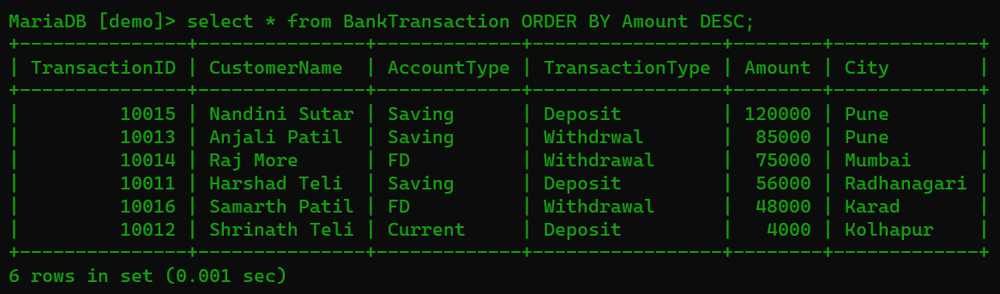 MariaDB [demo]> select * from BankTransaction ORDER BY Amount DESC;
+---------------+---------------+-------------+-----------------+--------+-------------+
| TransactionID | CustomerName  | AccountType | TransactionType | Amount | City        |
+---------------+---------------+-------------+-----------------+--------+-------------+
|         10015 | Nandini Sutar | Saving      | Deposit         | 120000 | Pune        |
|         10013 | Anjali Patil  | Saving      | Withdrwal       |  85000 | Pune        |
|         10014 | Raj More      | FD          | Withdrawal      |  75000 | Mumbai      |
|         10011 | Harshad Teli  | Saving      | Deposit         |  56000 | Radhanagari |
|         10016 | Samarth Patil | FD          | Withdrawal      |  48000 | Karad       |
|         10012 | Shrinath Teli | Current     | Deposit         |   4000 | Kolhapur    |
+---------------+---------------+-------------+-----------------+--------+-------------+
6 rows in set (0.001 sec)